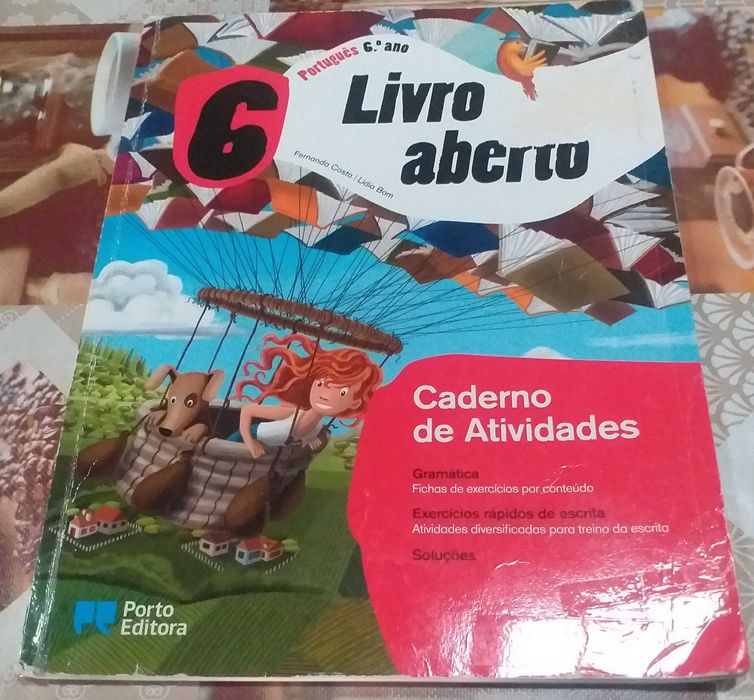 6
Português 6.º ano
Livro
aberto
Fernanda Costa / Lídia Bom
Caderno
de Atividades
Gramática
Fichas de exercícios por conteúdo
Exercícios rápidos de escrita
Atividades diversificadas para treino da escrita
Soluções
Porto
Editora